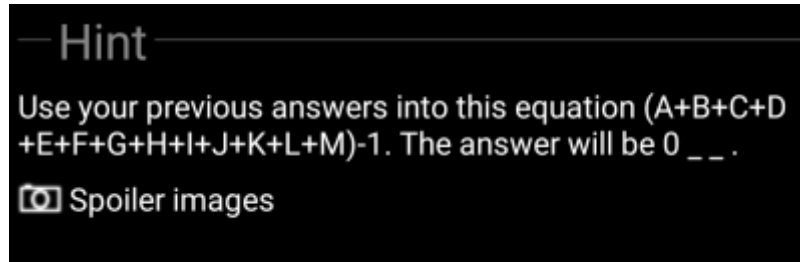 Hint
Use your previous answers into this equation (A+B+C+D
+E+F+G+H+I+J+K+L+M)-1. The answer will be 0 _ _ .
Spoiler images